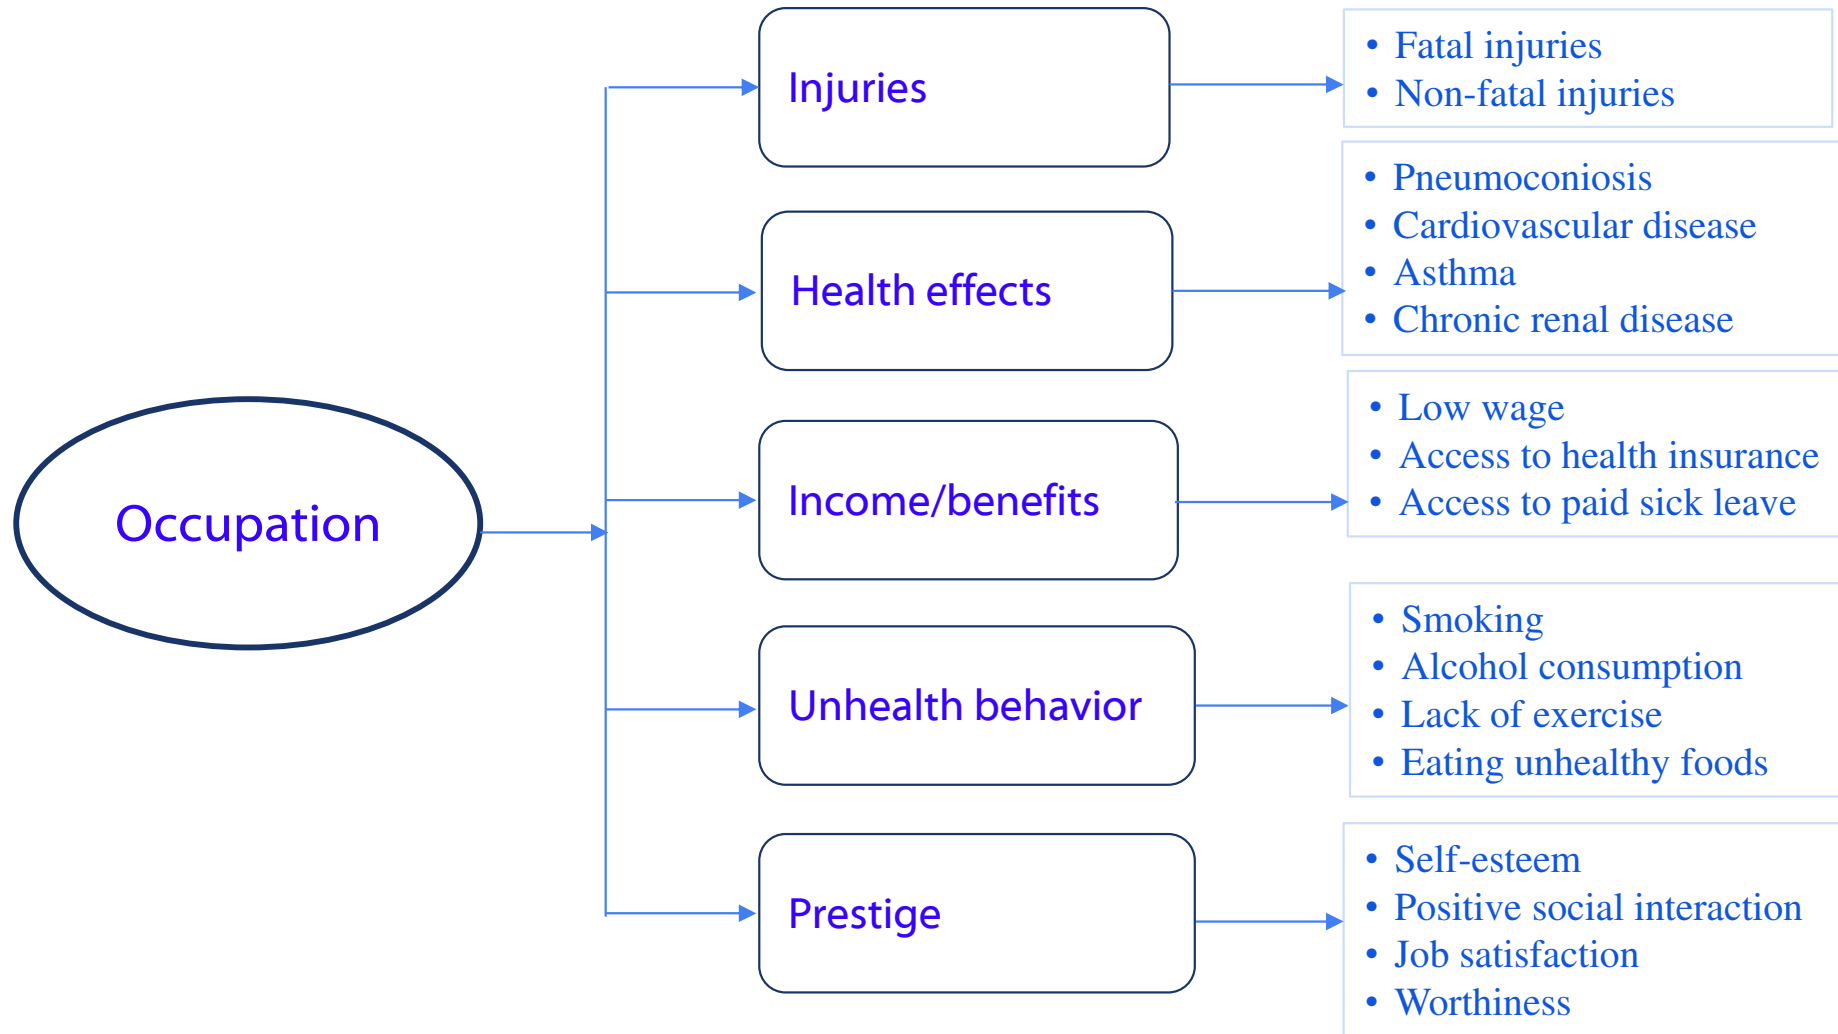 Occupation
Injuries
• Fatal injuries
• Non-fatal injuries
Health effects
• Pneumoconiosis
• Cardiovascular disease
• Asthma
• Chronic renal disease
Income/benefits
• Low wage
• Access to health insurance
• Access to paid sick leave
Unhealth behavior
• Smoking
• Alcohol consumption
• Lack of exercise
• Eating unhealthy foods
Prestige
• Self-esteem
• Positive social interaction
• Job satisfaction
• Worthiness